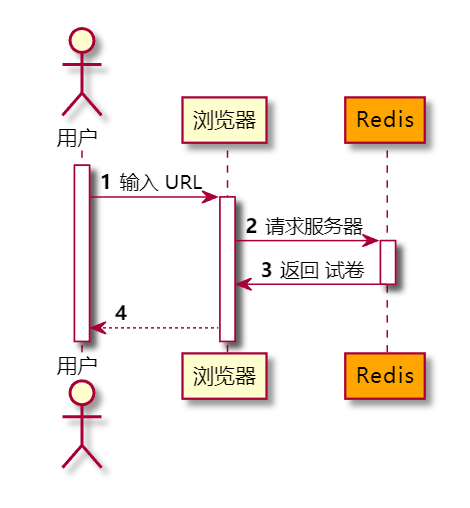 用户
浏览器
Redis
1 输入 URL
2 请求服务器
3 返回 试卷
4
用户
浏览器
Redis